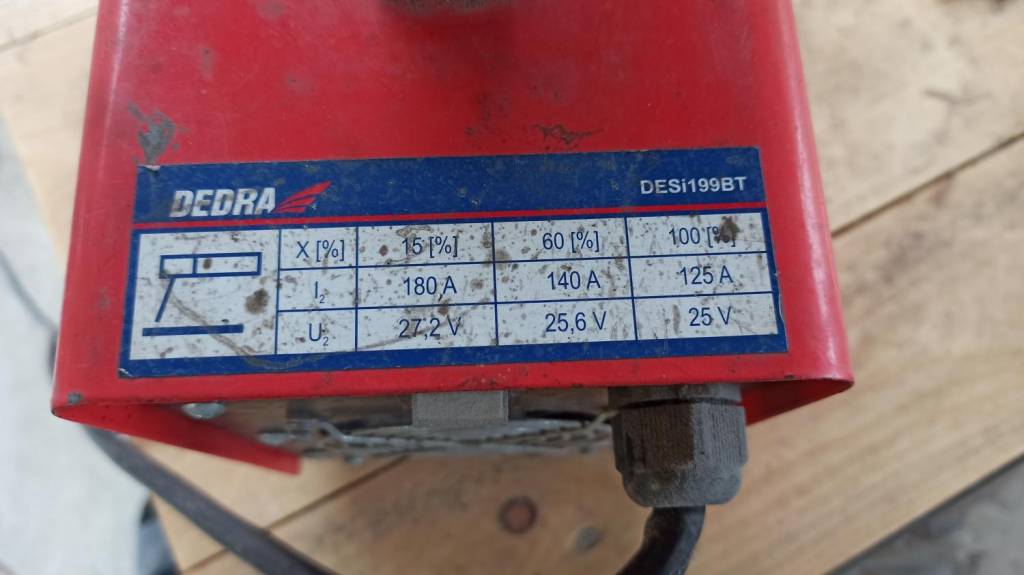 DEDRA
DESi199BT
X [%] 15 [%] 60 [%] 100 [%]
I₂ 180 A 140 A 125 A
U₂ 27,2 V 25,6 V 25 V